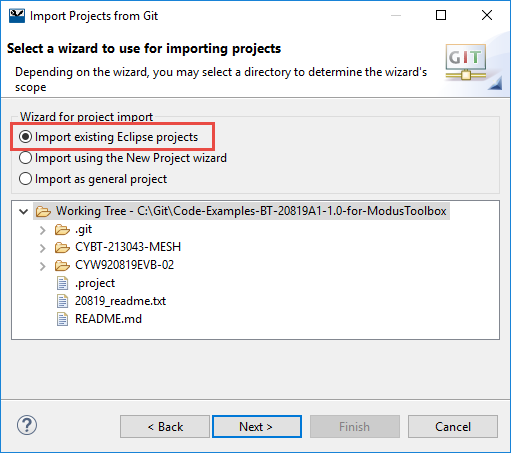 Import Projects from Git
Select a wizard to use for importing projects
Depending on the wizard, you may select a directory to determine the wizard's
scope
GIT
Wizard for project import
Import existing Eclipse projects
Import using the New Project wizard
Import as general project
Working Tree - C:\Git\Code-Examples-BT-20819A1-1.0-for-ModusToolbox
.git
CYBT-213043-MESH
CYW920819EVB-02
.project
20819_readme.txt
README.md
? < Back Next > Finish Cancel